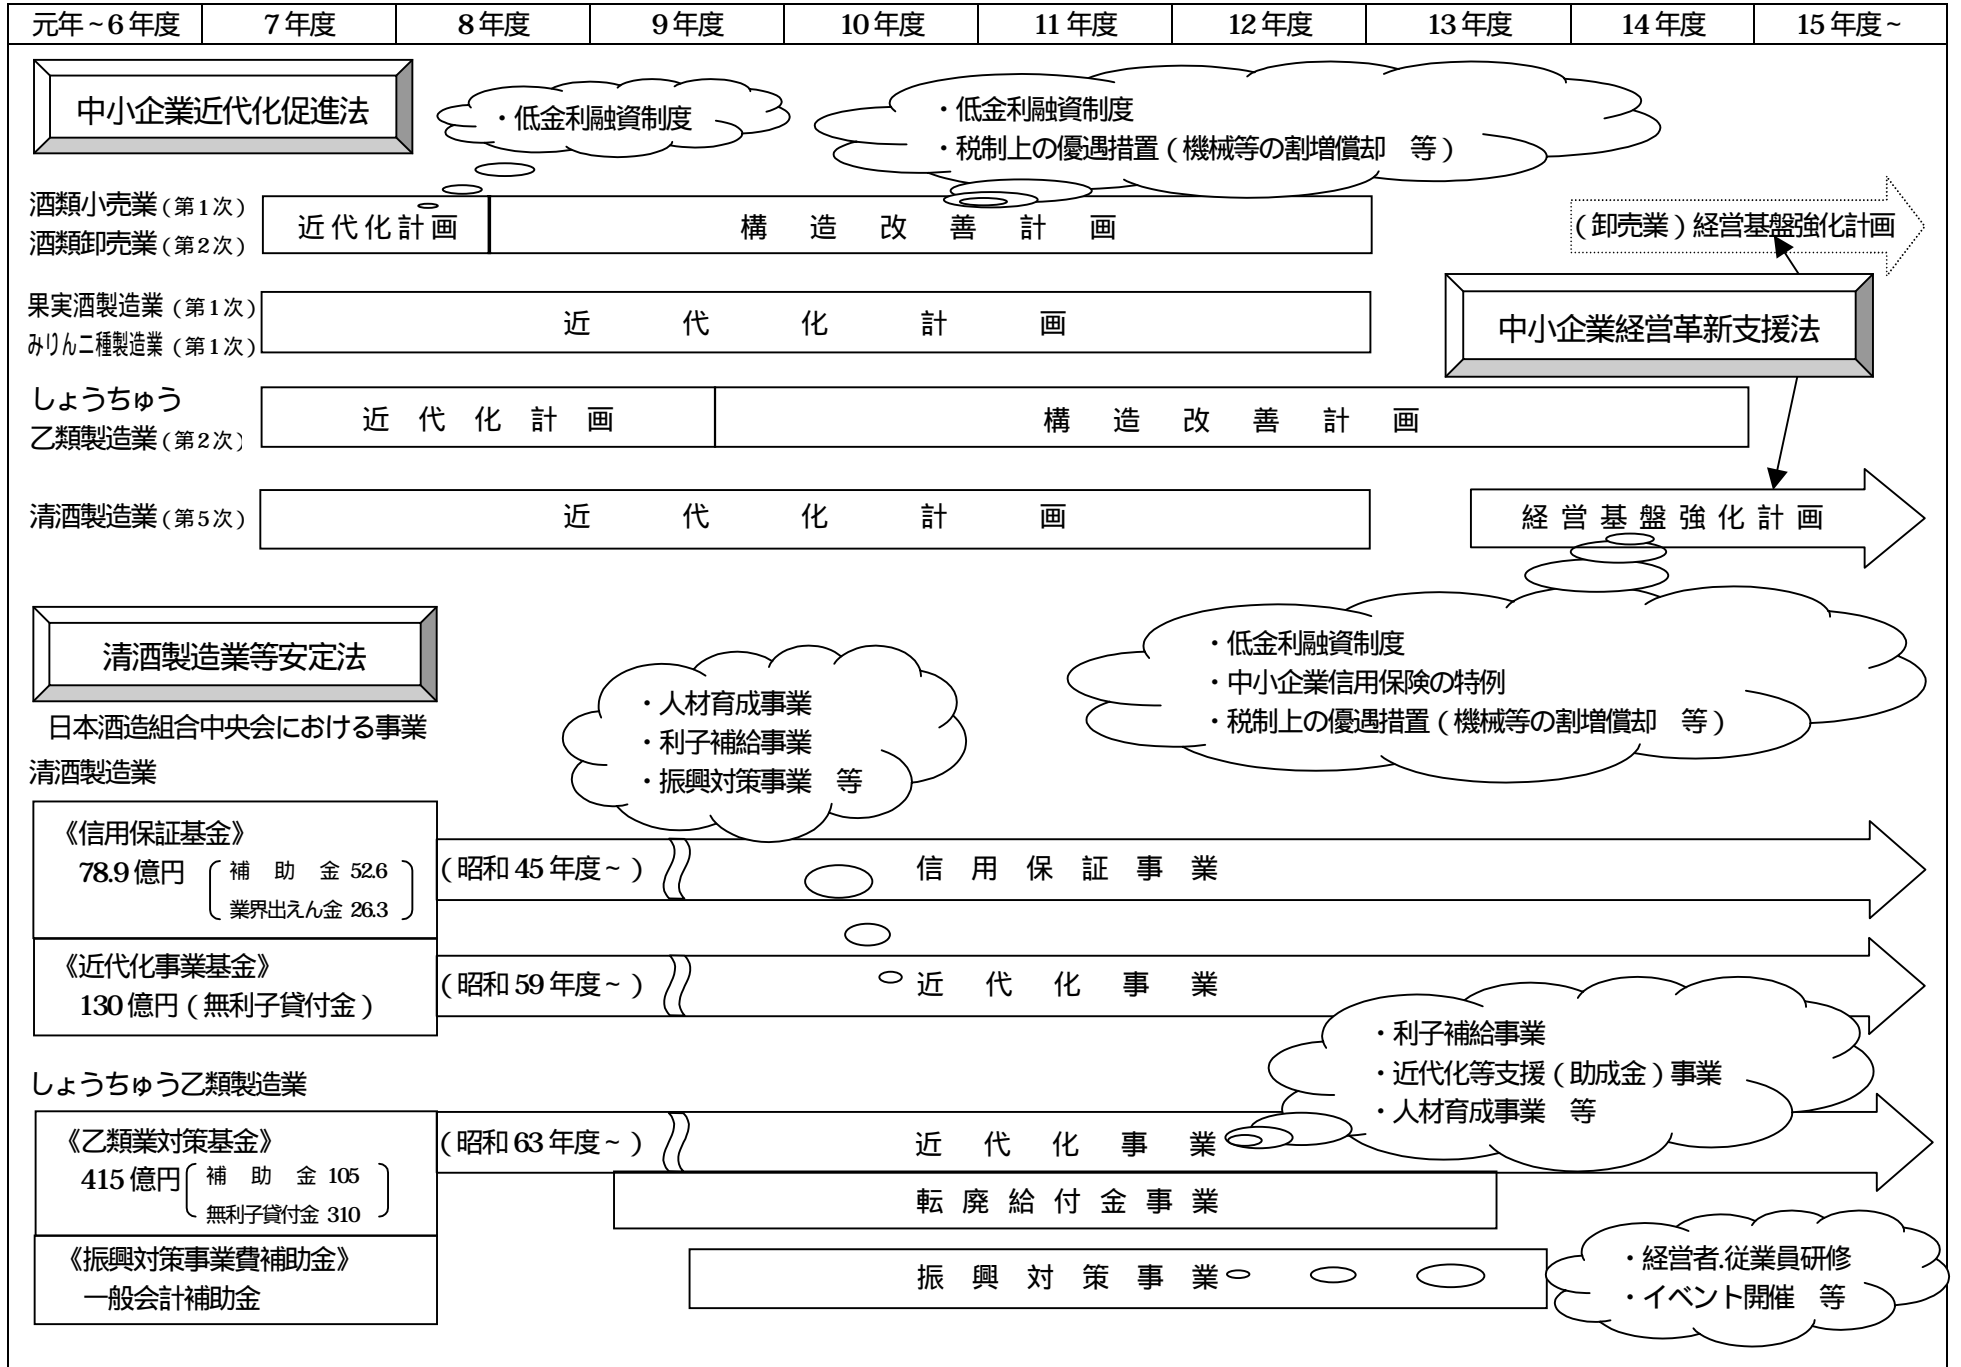 元年～6年度 7年度 8年度 9年度 10年度 11年度 12年度 13年度 14年度 15年度～
中小企業近代化促進法
・低金利融資制度
・低金利融資制度
・税制上の優遇措置（機械等の割増償却　等）
酒類小売業（第1次）
酒類卸売業（第2次）
近代化計画
構造改善計画
（卸売業）経営基盤強化計画
果実酒製造業（第1次）
みりん二種製造業（第1次）
近代化計画
中小企業経営革新支援法
しょうちゅう
乙類製造業（第2次）
近代化計画
構造改善計画
清酒製造業（第5次）
近代化計画
経営基盤強化計画
・低金利融資制度
・中小企業信用保険の特例
・税制上の優遇措置（機械等の割増償却　等）
清酒製造業等安定法
日本酒造組合中央会における事業
・人材育成事業
・利子補給事業
・振興対策事業　等
清酒製造業
《信用保証基金》
78.9億円
補　助　金 52.6
業界出えん金 26.3
（昭和45年度～）
信用保証事業
《近代化事業基金》
130億円（無利子貸付金）
（昭和59年度～）
近代化事業
・利子補給事業
・近代化等支援（助成金）事業
・人材育成事業　等
しょうちゅう乙類製造業
《乙類業対策基金》
415億円
補　助　金 105
無利子貸付金 310
（昭和63年度～）
近代化事業
転廃給付金事業
《振興対策事業費補助金》
一般会計補助金
振興対策事業
・経営者.従業員研修
・イベント開催　等